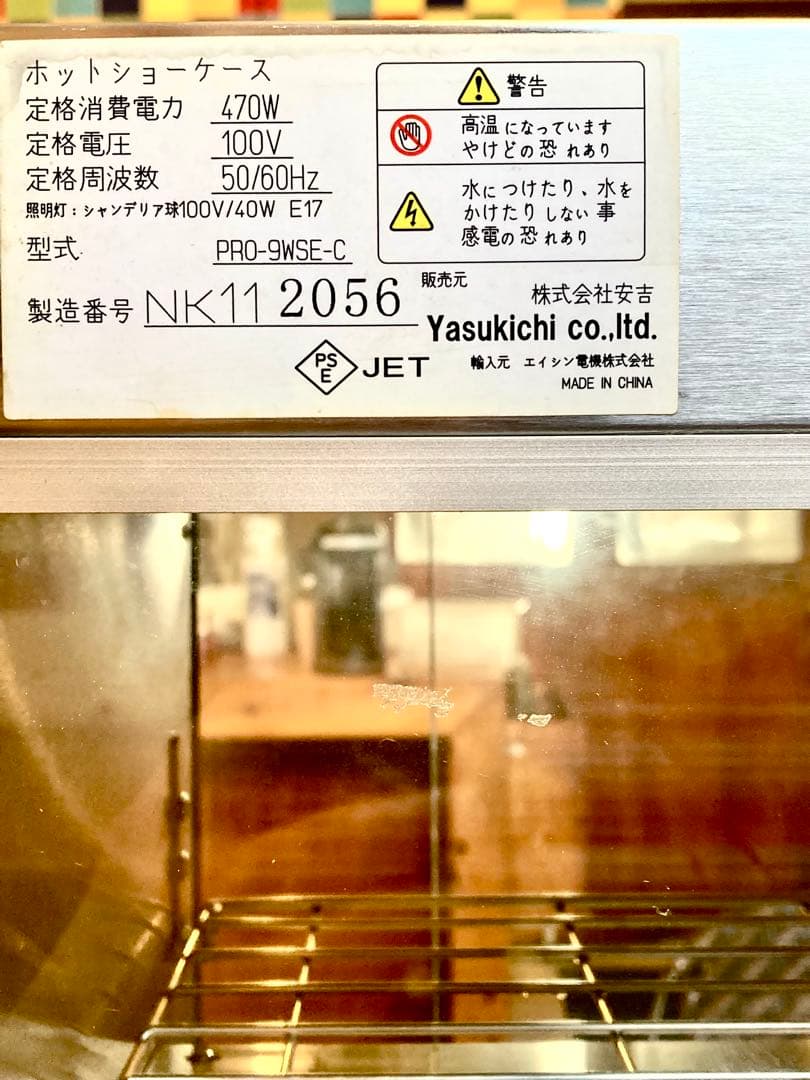 ホットショーケース
定格消費電力 470W
定格電圧 100V
定格周波数 50/60Hz
照明灯：シャンデリア球100V/40W E17
型式 PRO-9WSE-C
製造番号 NK11 2056
PS E JET
警告
高温になっています
やけどの恐れあり
水につけたり、水を
かけたりしない事
感電の恐れあり
販売元
株式会社安吉
Yasukichi co.,ltd.
輸入元 エイシン電機株式会社
MADE IN CHINA